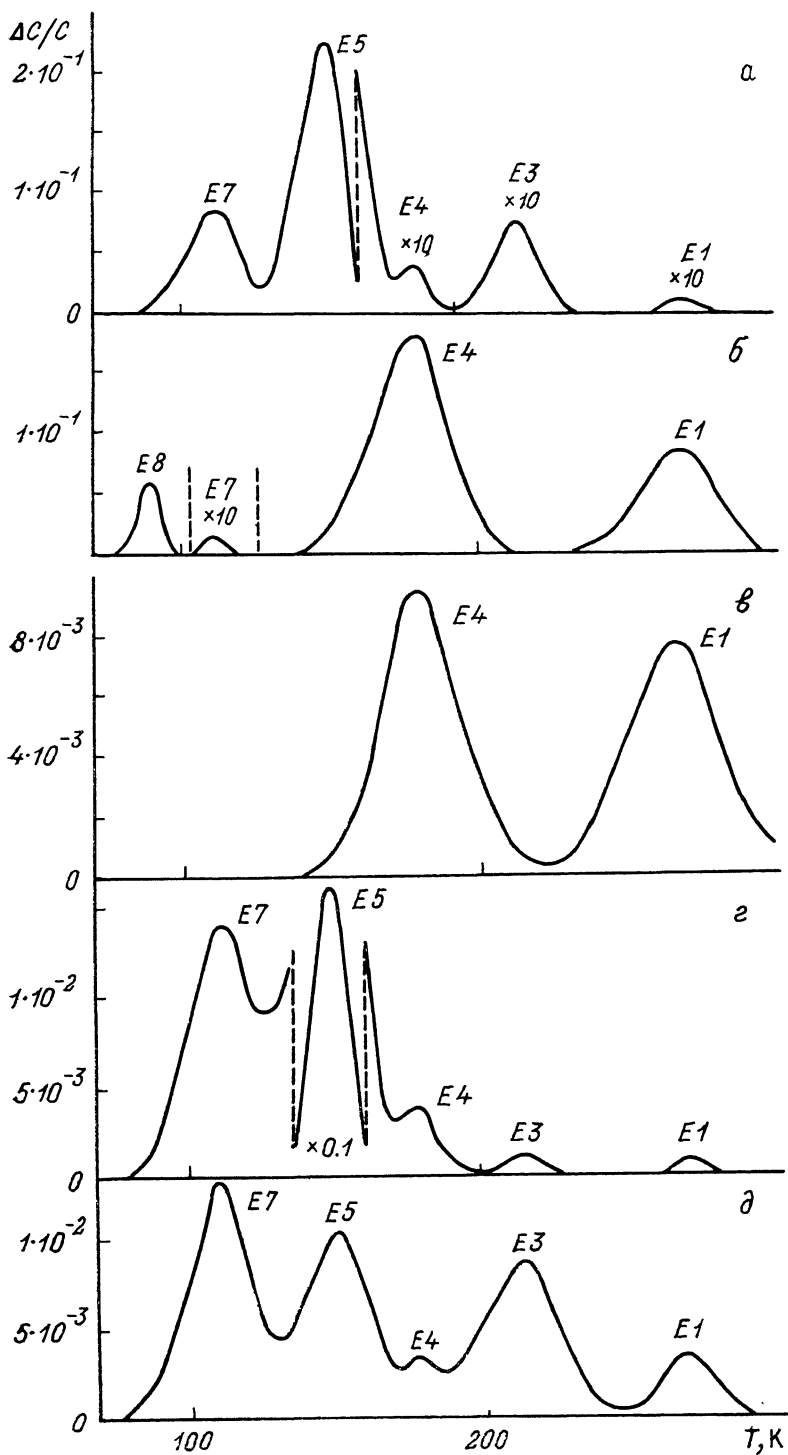 ΔC/C
E5
а
2·10⁻¹
E7
1·10⁻¹
E4
×10
E3
×10
E1
×10
0
б
E4
1·10⁻¹
E8
E7
×10
E1
в
E4
E1
8·10⁻³
4·10⁻³
0
г
E7
E5
1·10⁻²
5·10⁻³
E4
×0.1
E3
E1
0
д
E7
E5
E3
1·10⁻²
5·10⁻³
E4
E1
0
100
200
T, K